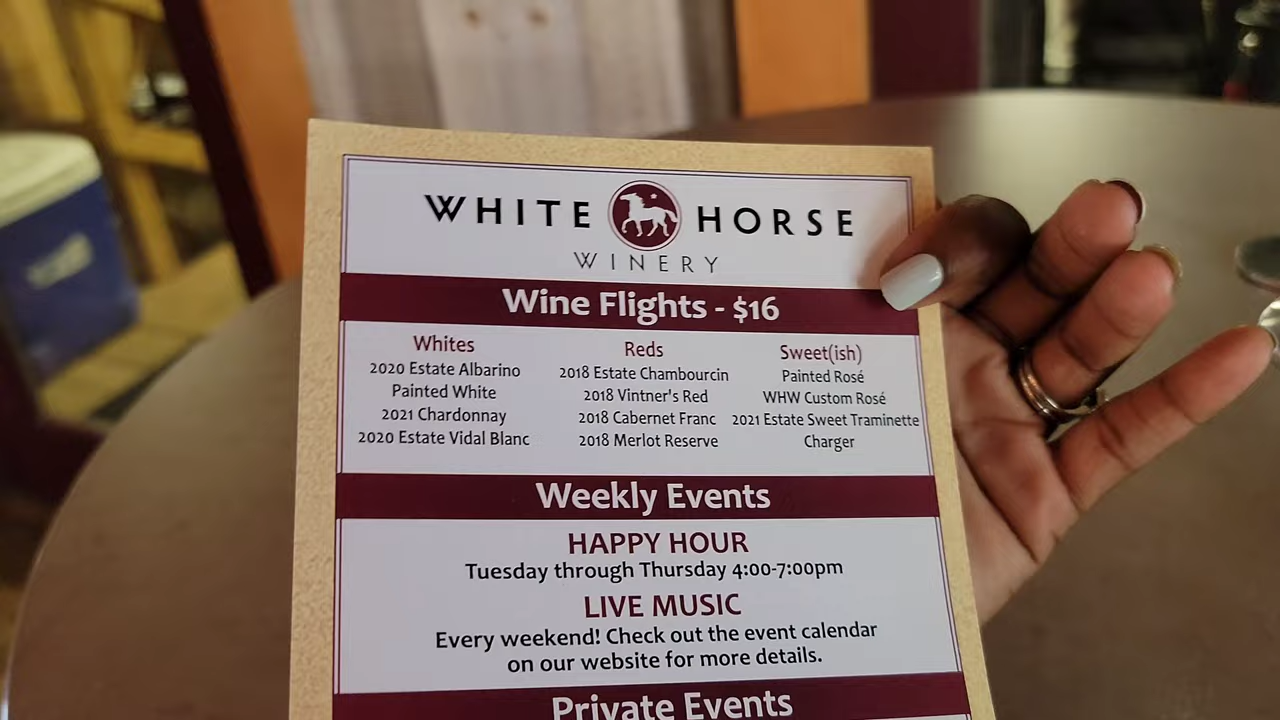 WHITE HORSE
WINERY
Wine Flights - $16
Whites
2020 Estate Albarino
Painted White
2021 Chardonnay
2020 Estate Vidal Blanc
Reds
2018 Estate Chambourcin
2018 Vintner's Red
2018 Cabernet Franc
2018 Merlot Reserve
Sweet(ish)
Painted Rosé
WHW Custom Rosé
2021 Estate Sweet Traminette
Charger
Weekly Events
HAPPY HOUR
Tuesday through Thursday 4:00-7:00pm
LIVE MUSIC
Every weekend! Check out the event calendar
on our website for more details.
Private Events